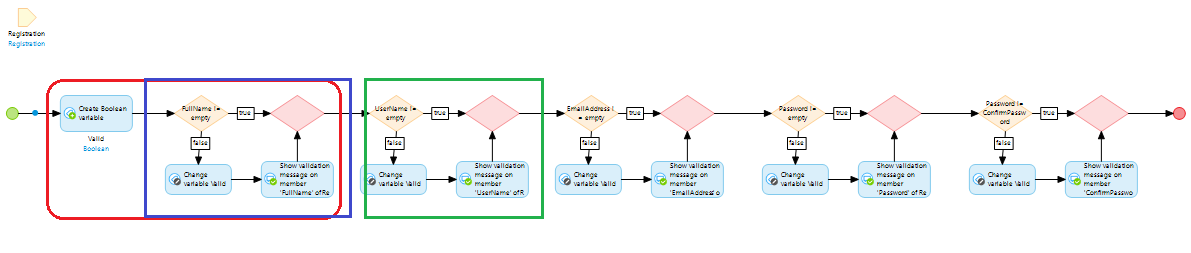 Registration
Registration
Create Boolean
variable
Valid
Boolean
FullName !=
empty
true
false
Change
variable 'Valid'
Show validation
message on
member
'FullName' of Re
UserName !=
empty
true
false
Change
variable 'Valid'
Show validation
message on
member
'UserName' of R
EmailAddress !
= empty
true
false
Change
variable 'Valid'
Show validation
message on
member
'EmailAddress' o
Password !=
empty
true
false
Change
variable 'Valid'
Show validation
message on
member
'Password' of Re
Password !=
ConfirmPassw
ord
true
false
Change
variable 'Valid'
Show validation
message on
member
'ConfirmPasswo